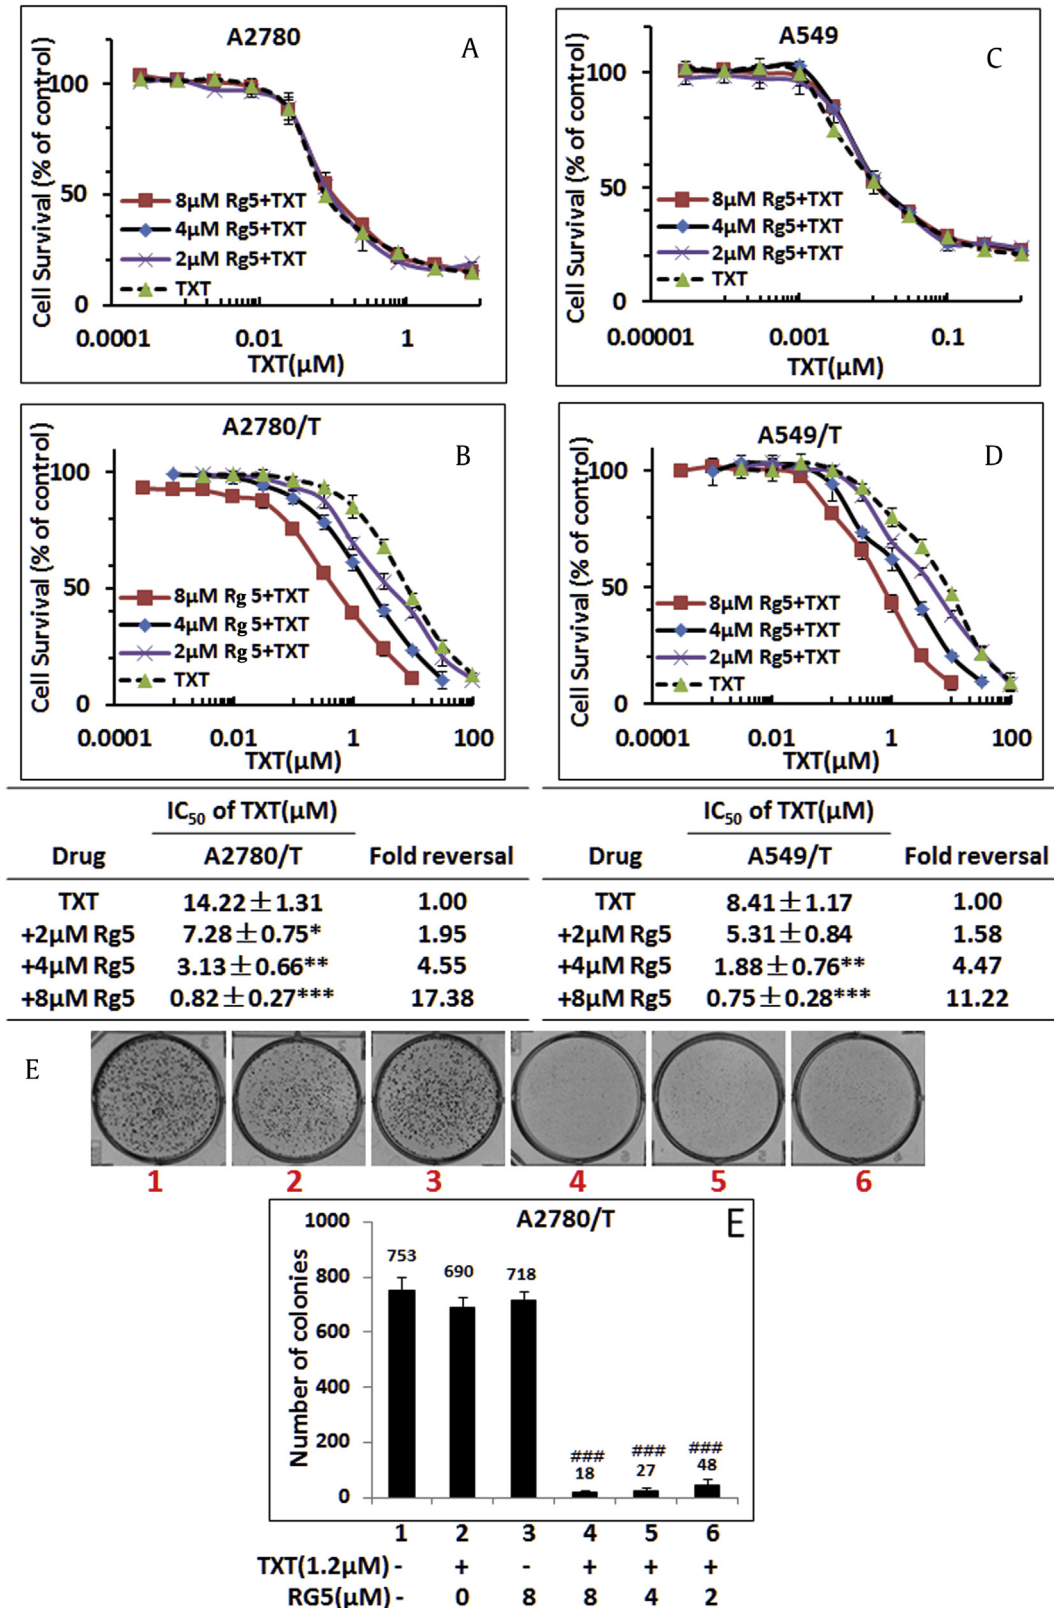 A2780
A
Cell Survival (% of control)
100
50
0
8μM Rg5+TXT
4μM Rg5+TXT
2μM Rg5+TXT
TXT
0.0001
0.01
1
TXT(μM)
A549
C
Cell Survival (% of control)
100
50
0
8μM Rg5+TXT
4μM Rg5+TXT
2μM Rg5+TXT
TXT
0.00001
0.001
0.1
TXT(μM)
A2780/T
B
Cell Survival (% of control)
100
50
0
8μM Rg 5+TXT
4μM Rg 5+TXT
2μM Rg 5+TXT
TXT
0.0001
0.01
1
100
TXT(μM)
A549/T
D
Cell Survival (% of control)
100
50
0
8μM Rg5+TXT
4μM Rg5+TXT
2μM Rg5+TXT
TXT
0.0001
0.01
1
100
TXT(μM)
IC50 of TXT(μM)
Drug A2780/T Fold reversal
TXT 14.22±1.31 1.00
+2μM Rg5 7.28±0.75* 1.95
+4μM Rg5 3.13±0.66** 4.55
+8μM Rg5 0.82±0.27*** 17.38
IC50 of TXT(μM)
Drug A549/T Fold reversal
TXT 8.41±1.17 1.00
+2μM Rg5 5.31±0.84 1.58
+4μM Rg5 1.88±0.76** 4.47
+8μM Rg5 0.75±0.28*** 11.22
E
1 2 3 4 5 6
A2780/T
E
Number of colonies
1000
800
600
400
200
0
753
690
718
###
18
###
27
###
48
1 2 3 4 5 6
TXT(1.2μM) - + - + + +
RG5(μM) - 0 8 8 4 2